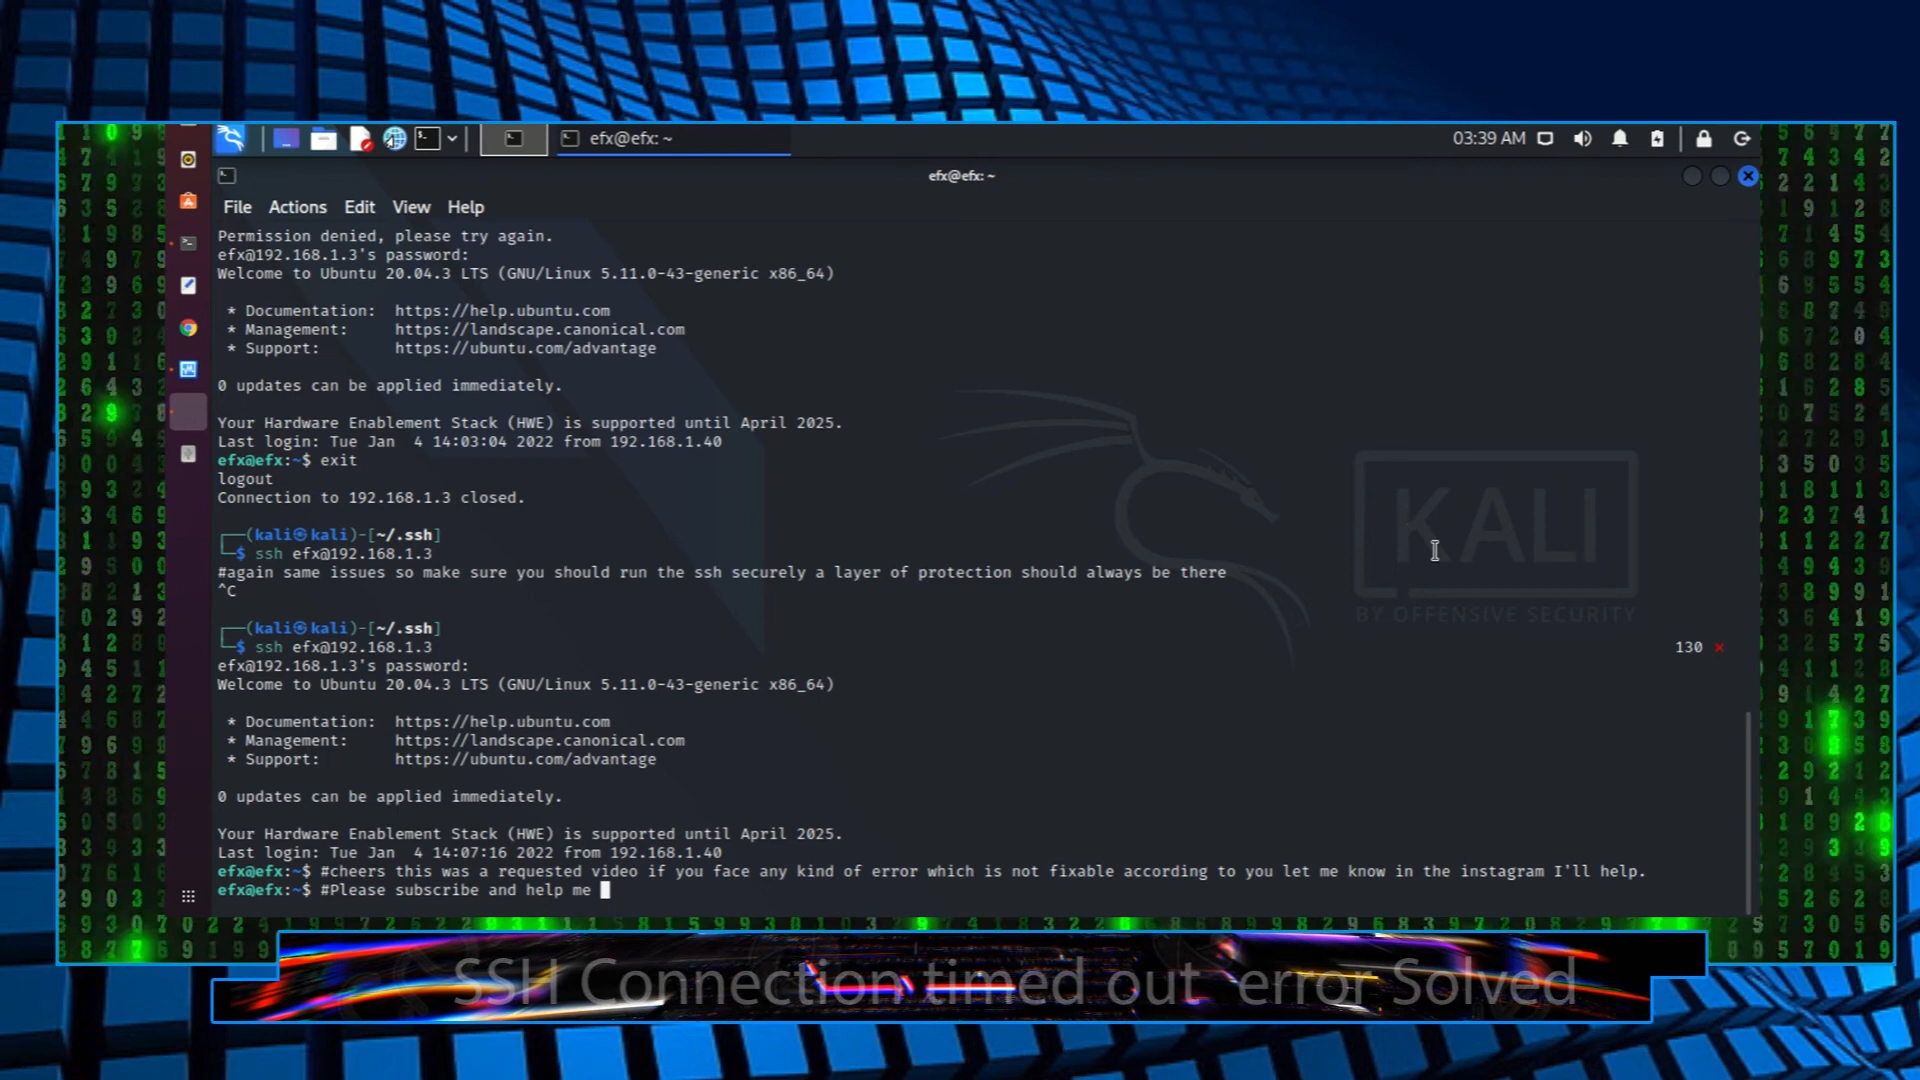 efx@efx: ~
03:39 AM
efx@efx: ~
File Actions Edit View Help
Permission denied, please try again.
efx@192.168.1.3's password:
Welcome to Ubuntu 20.04.3 LTS (GNU/Linux 5.11.0-43-generic x86_64)
* Documentation: https://help.ubuntu.com
* Management: https://landscape.canonical.com
* Support: https://ubuntu.com/advantage
0 updates can be applied immediately.
Your Hardware Enablement Stack (HWE) is supported until April 2025.
Last login: Tue Jan 4 14:03:04 2022 from 192.168.1.40
efx@efx:~$ exit
logout
Connection to 192.168.1.3 closed.
┌──(kali㉿kali)-[~/.ssh]
└─$ ssh efx@192.168.1.3
#again same issues so make sure you should run the ssh securely a layer of protection should always be there
^C
┌──(kali㉿kali)-[~/.ssh]
└─$ ssh efx@192.168.1.3 130 ×
efx@192.168.1.3's password:
Welcome to Ubuntu 20.04.3 LTS (GNU/Linux 5.11.0-43-generic x86_64)
* Documentation: https://help.ubuntu.com
* Management: https://landscape.canonical.com
* Support: https://ubuntu.com/advantage
0 updates can be applied immediately.
Your Hardware Enablement Stack (HWE) is supported until April 2025.
Last login: Tue Jan 4 14:07:16 2022 from 192.168.1.40
efx@efx:~$ #cheers this was a requested video if you face any kind of error which is not fixable according to you let me know in the instagram I'll help.
efx@efx:~$ #Please subscribe and help me
KALI
BY OFFENSIVE SECURITY
SSH Connection timed out error Solved